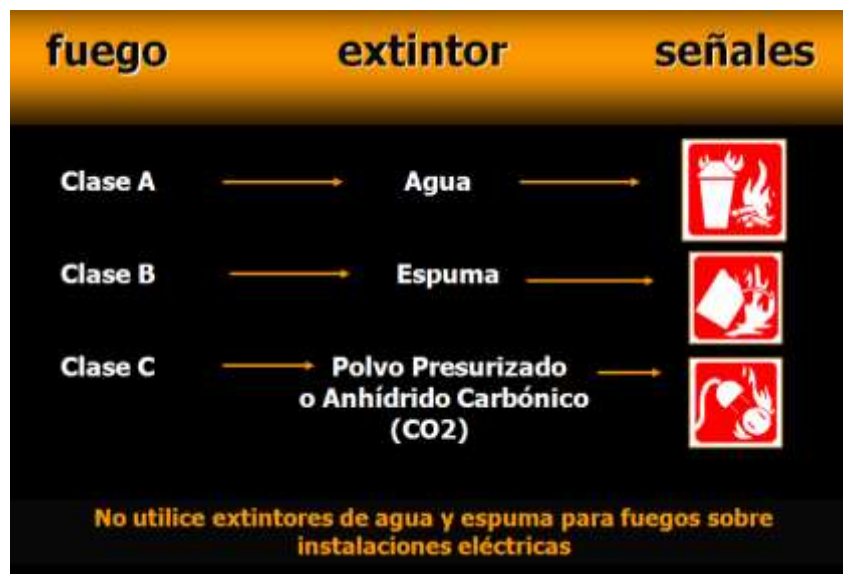 fuego extintor señales
Clase A Agua
Clase B Espuma
Clase C Polvo Presurizado
o Anhídrido Carbónico
(CO2)
No utilice extintores de agua y espuma para fuegos sobre
instalaciones eléctricas